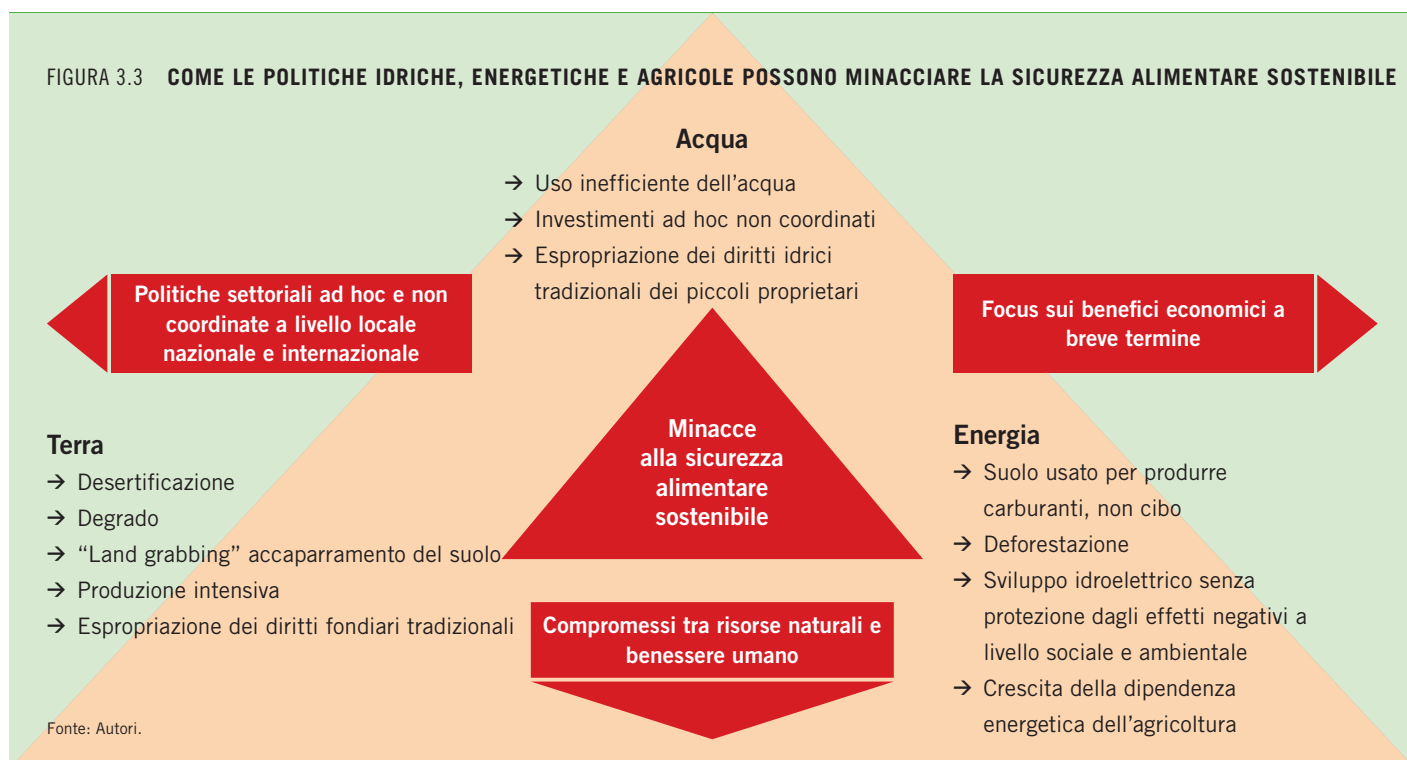 FIGURA 3.3 COME LE POLITICHE IDRICHE, ENERGETICHE E AGRICOLE POSSONO MINACCIARE LA SICUREZZA ALIMENTARE SOSTENIBILE
Acqua
→ Uso inefficiente dell’acqua
→ Investimenti ad hoc non coordinati
→ Espropriazione dei diritti idrici
tradizionali dei piccoli proprietari
Politiche settoriali ad hoc e non
coordinate a livello locale
nazionale e internazionale
Focus sui benefici economici a
breve termine
Minacce
alla sicurezza
alimentare
sostenibile
Terra
→ Desertificazione
→ Degrado
→ “Land grabbing” accaparramento del suolo
→ Produzione intensiva
→ Espropriazione dei diritti fondiari tradizionali
Energia
→ Suolo usato per produrre
carburanti, non cibo
→ Deforestazione
→ Sviluppo idroelettrico senza
protezione dagli effetti negativi a
livello sociale e ambientale
→ Crescita della dipendenza
energetica dell’agricoltura
Compromessi tra risorse naturali e
benessere umano
Fonte: Autori.